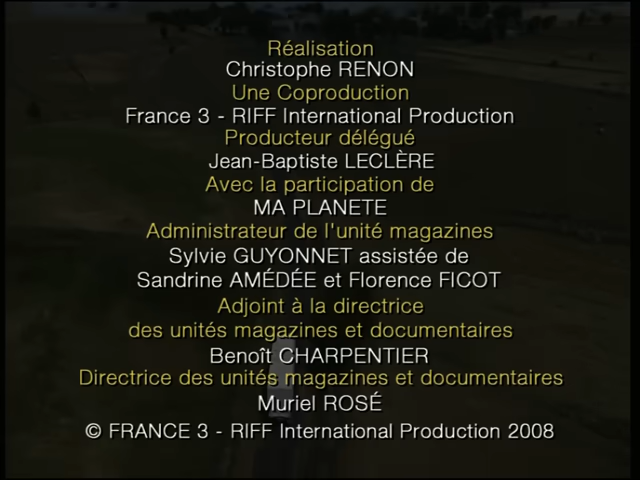 Réalisation
Christophe RENON
Une Coproduction
France 3 - RIFF International Production
Producteur délégué
Jean-Baptiste LECLÈRE
Avec la participation de
MA PLANETE
Administrateur de l'unité magazines
Sylvie GUYONNET assistée de
Sandrine AMÉDÉE et Florence FICOT
Adjoint à la directrice
des unités magazines et documentaires
Benoît CHARPENTIER
Directrice des unités magazines et documentaires
Muriel ROSÉ
© FRANCE 3 - RIFF International Production 2008